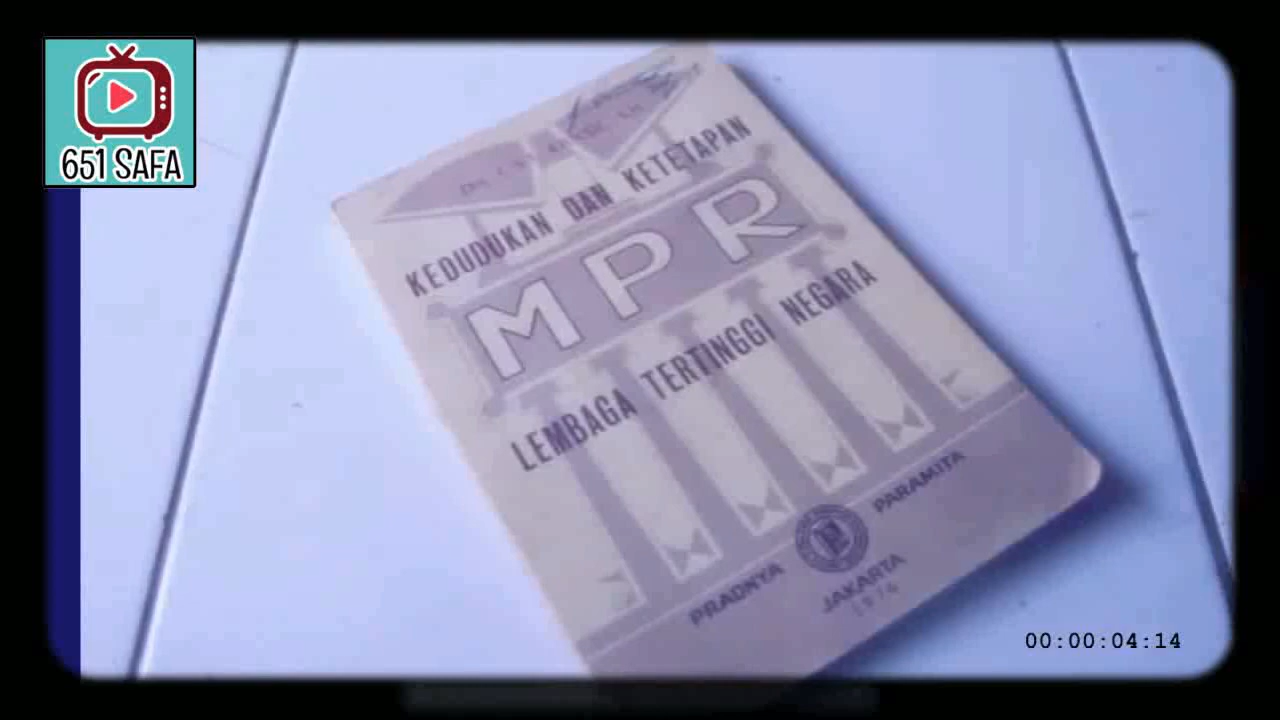 651 SAFA
KEDUDUKAN DAN KETETAPAN
MPR
LEMBAGA TERTINGGI NEGARA
PRADNYA PARAMITA
JAKARTA
00:00:04:14